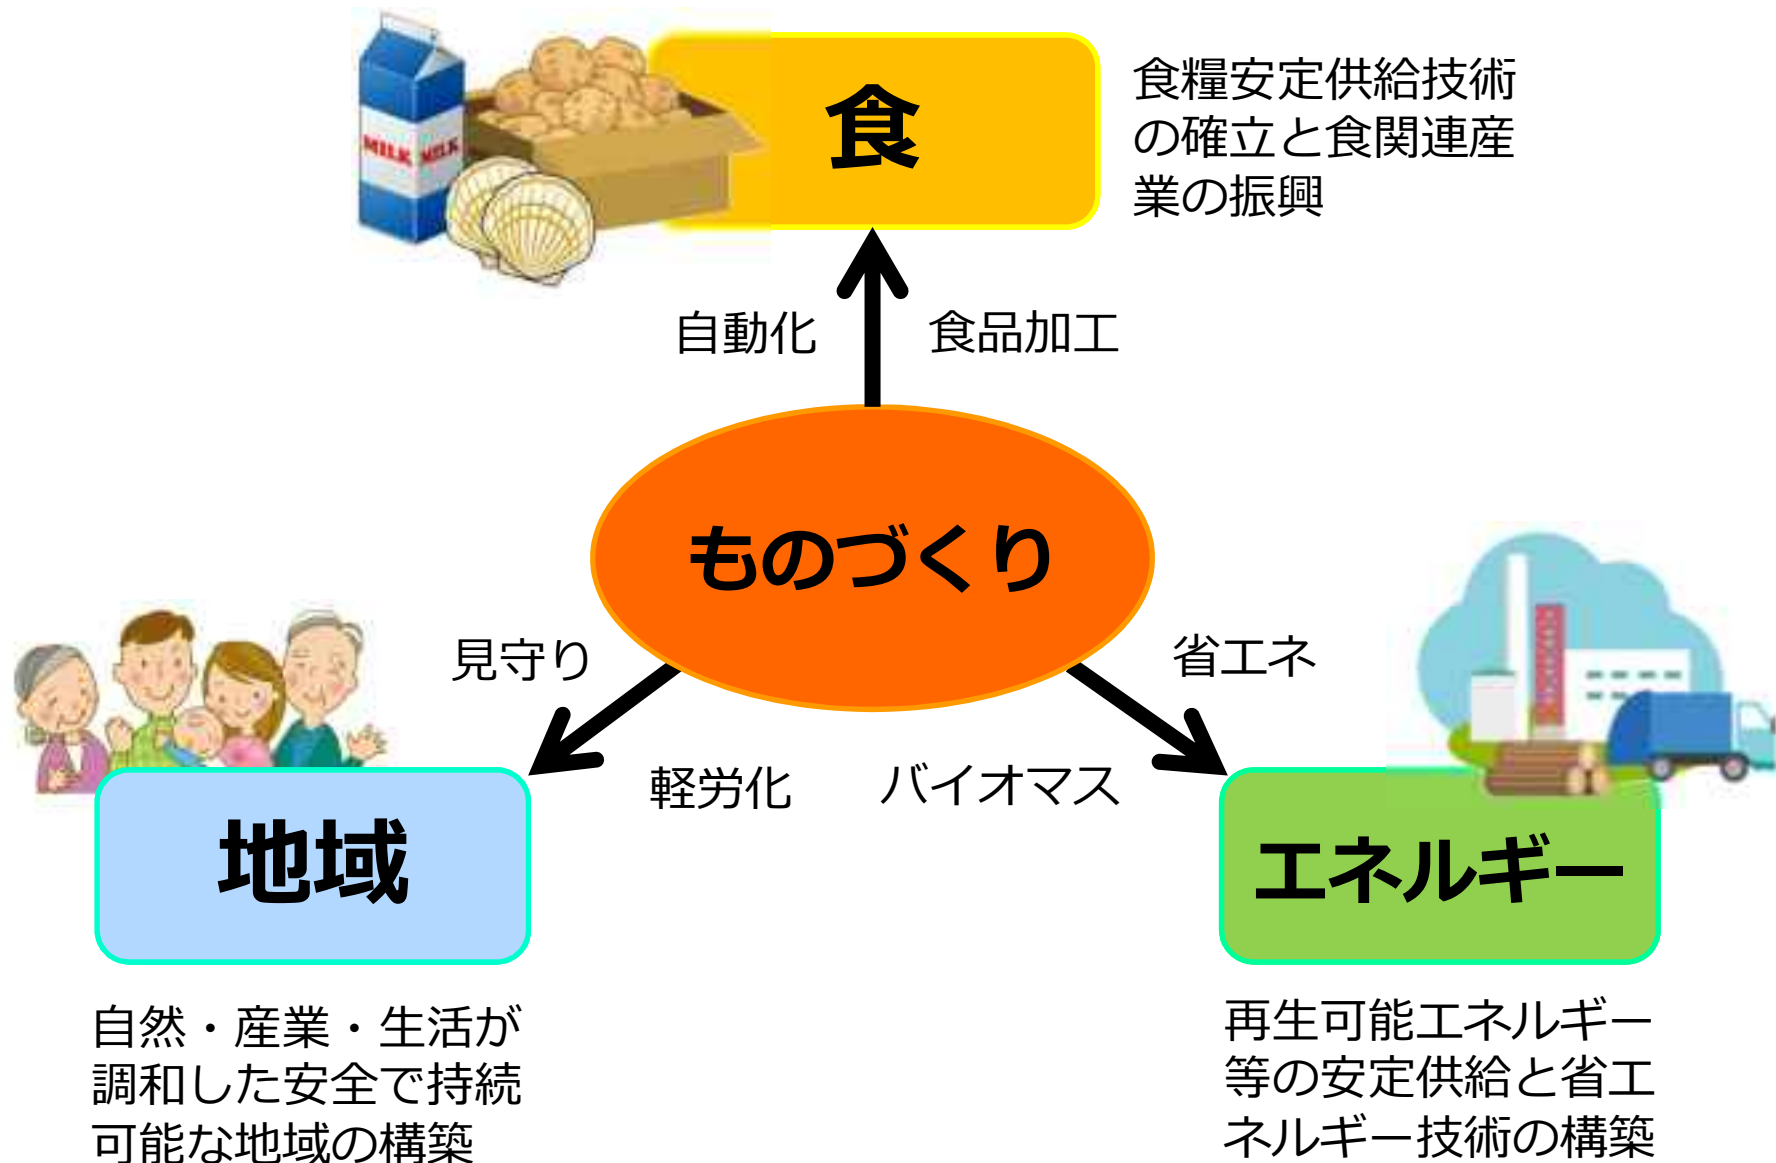 食
食糧安定供給技術
の確立と食関連産
業の振興
MILK MILK
自動化
食品加工
ものづくり
見守り
省エネ
軽労化
バイオマス
地域
エネルギー
自然・産業・生活が
調和した安全で持続
可能な地域の構築
再生可能エネルギー
等の安定供給と省エ
ネルギー技術の構築